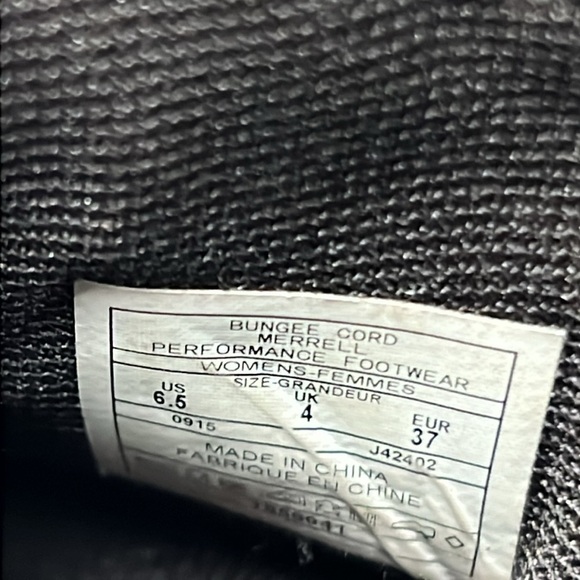 BUNGEE CORD
MERRELL
PERFORMANCE FOOTWEAR
WOMENS-FEMMES
SIZE-GRANDEUR
US UK EUR
6.5 4 37
0915 J42402
MADE IN CHINA
FABRIQUE EN CHINE